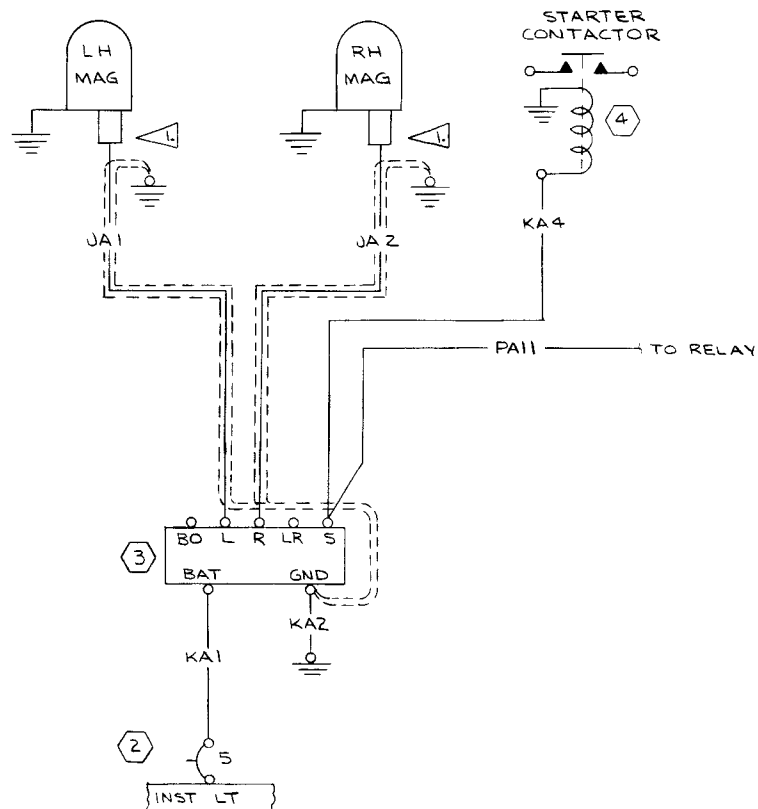 STARTER
CONTACTOR
LH
MAG
RH
MAG
1.
1.
4
JA1
JA2
KA4
PA11
TO RELAY
BO L R LR S
3
BAT GND
KA2
KA1
2
5
INST LT